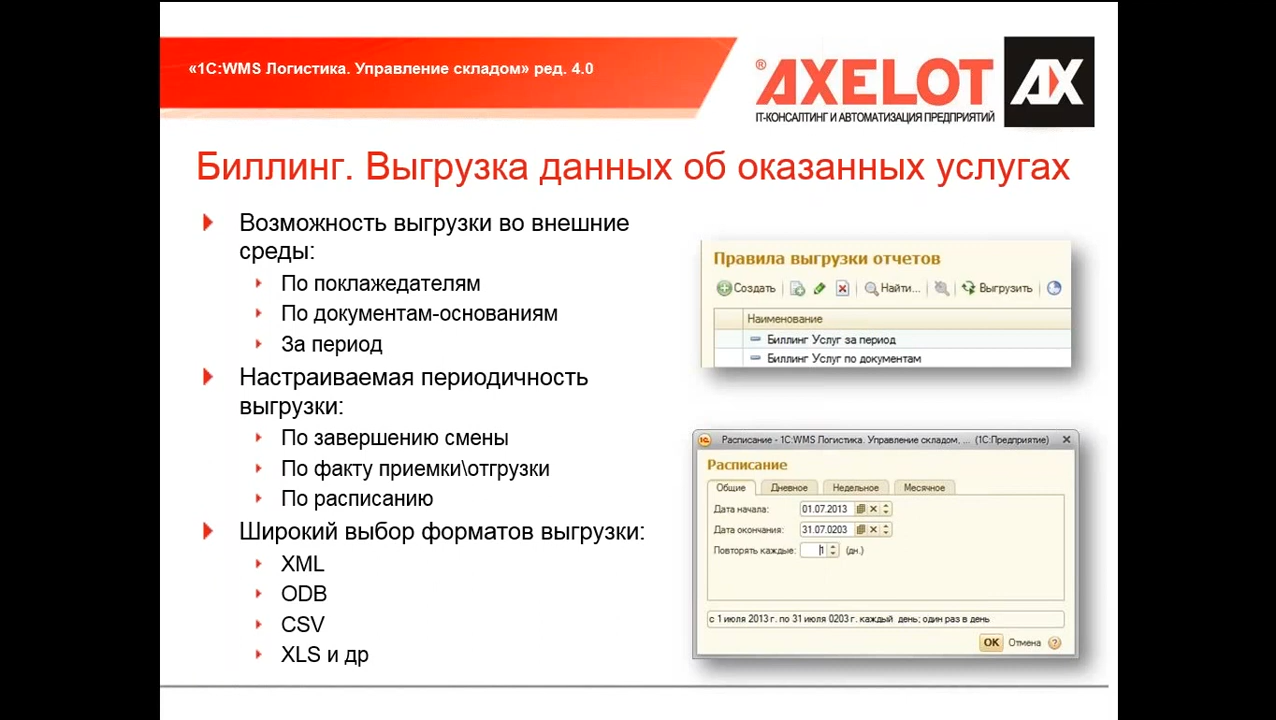 «1С:WMS Логистика. Управление складом» ред. 4.0
® AXELOT AX
IT-КОНСАЛТИНГ И АВТОМАТИЗАЦИЯ ПРЕДПРИЯТИЙ
Биллинг. Выгрузка данных об оказанных услугах
Возможность выгрузки во внешние
среды:
По поклажедателям
По документам-основаниям
За период
Настраиваемая периодичность
выгрузки:
По завершению смены
По факту приемки\отгрузки
По расписанию
Широкий выбор форматов выгрузки:
XML
ODB
CSV
XLS и др
Правила выгрузки отчетов
Создать Найти... Выгрузить
Наименование
Биллинг Услуг за период
Биллинг Услуг по документам
1С Расписание - 1С:WMS Логистика. Управление складом, ... (1С:Предприятие)
Расписание
Общие Дневное Недельное Месячное
Дата начала: 01.07.2013
Дата окончания: 31.07.0203
Повторять каждые: 1 (дн.)
с 1 июля 2013 г. по 31 июля 0203 г. каждый день; один раз в день
OK Отмена ?